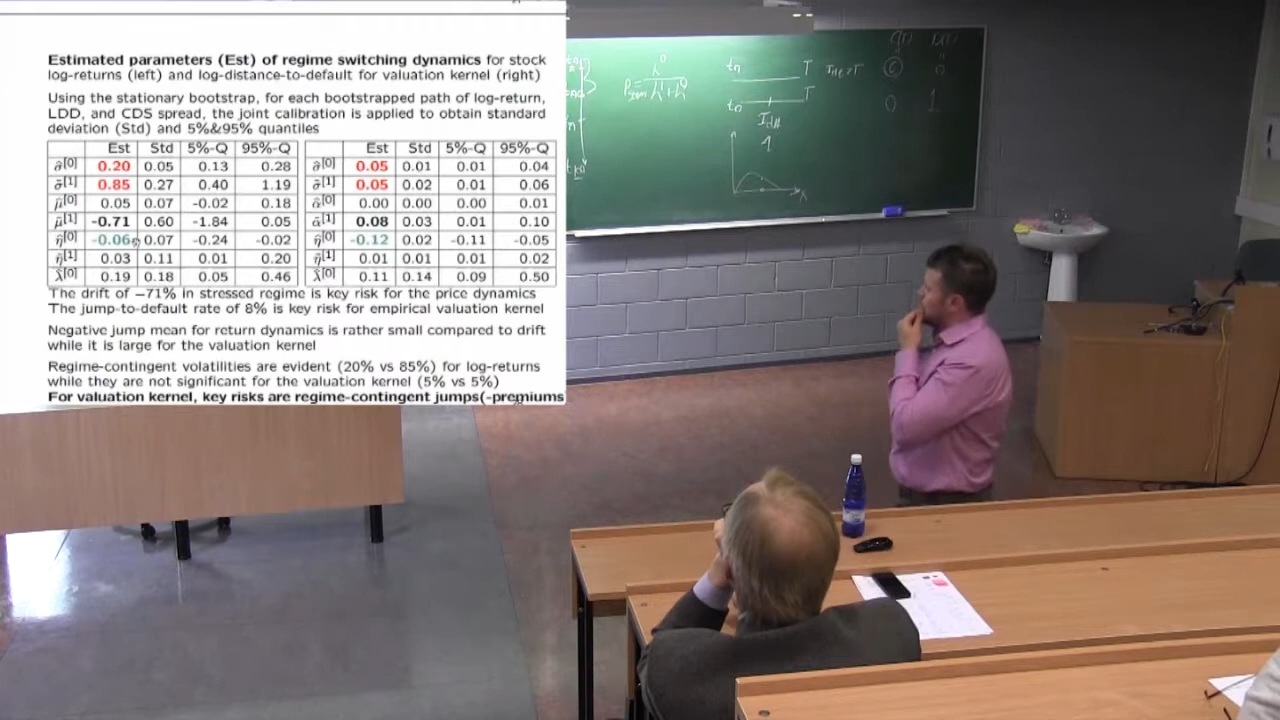 Estimated parameters (Est) of regime switching dynamics for stock
log-returns (left) and log-distance-to-default for valuation kernel (right)
Using the stationary bootstrap, for each bootstrapped path of log-return,
LDD, and CDS spread, the joint calibration is applied to obtain standard
deviation (Std) and 5%&95% quantiles
Est Std 5%-Q 95%-Q Est Std 5%-Q 95%-Q
σ̂[0] 0.20 0.05 0.13 0.28 σ̂[0] 0.05 0.01 0.01 0.04
σ̂[1] 0.85 0.27 0.40 1.19 σ̂[1] 0.05 0.02 0.01 0.06
μ̂[0] 0.05 0.07 -0.02 0.18 α̂[0] 0.00 0.00 0.00 0.01
μ̂[1] -0.71 0.60 -1.84 0.05 α̂[1] 0.08 0.03 0.01 0.10
η̂[0] -0.06 0.07 -0.24 -0.02 η̂[0] -0.12 0.02 -0.11 -0.05
η̂[1] 0.03 0.11 0.01 0.20 η̂[1] 0.01 0.01 0.01 0.02
λ̂[0] 0.19 0.18 0.05 0.46 λ̂[0] 0.11 0.14 0.09 0.50
The drift of −71% in stressed regime is key risk for the price dynamics
The jump-to-default rate of 8% is key risk for empirical valuation kernel
Negative jump mean for return dynamics is rather small compared to drift
while it is large for the valuation kernel
Regime-contingent volatilities are evident (20% vs 85%) for log-returns
while they are not significant for the valuation kernel (5% vs 5%)
For valuation kernel, key risks are regime-contingent jumps(-premiums
tn T
tn T
0 1